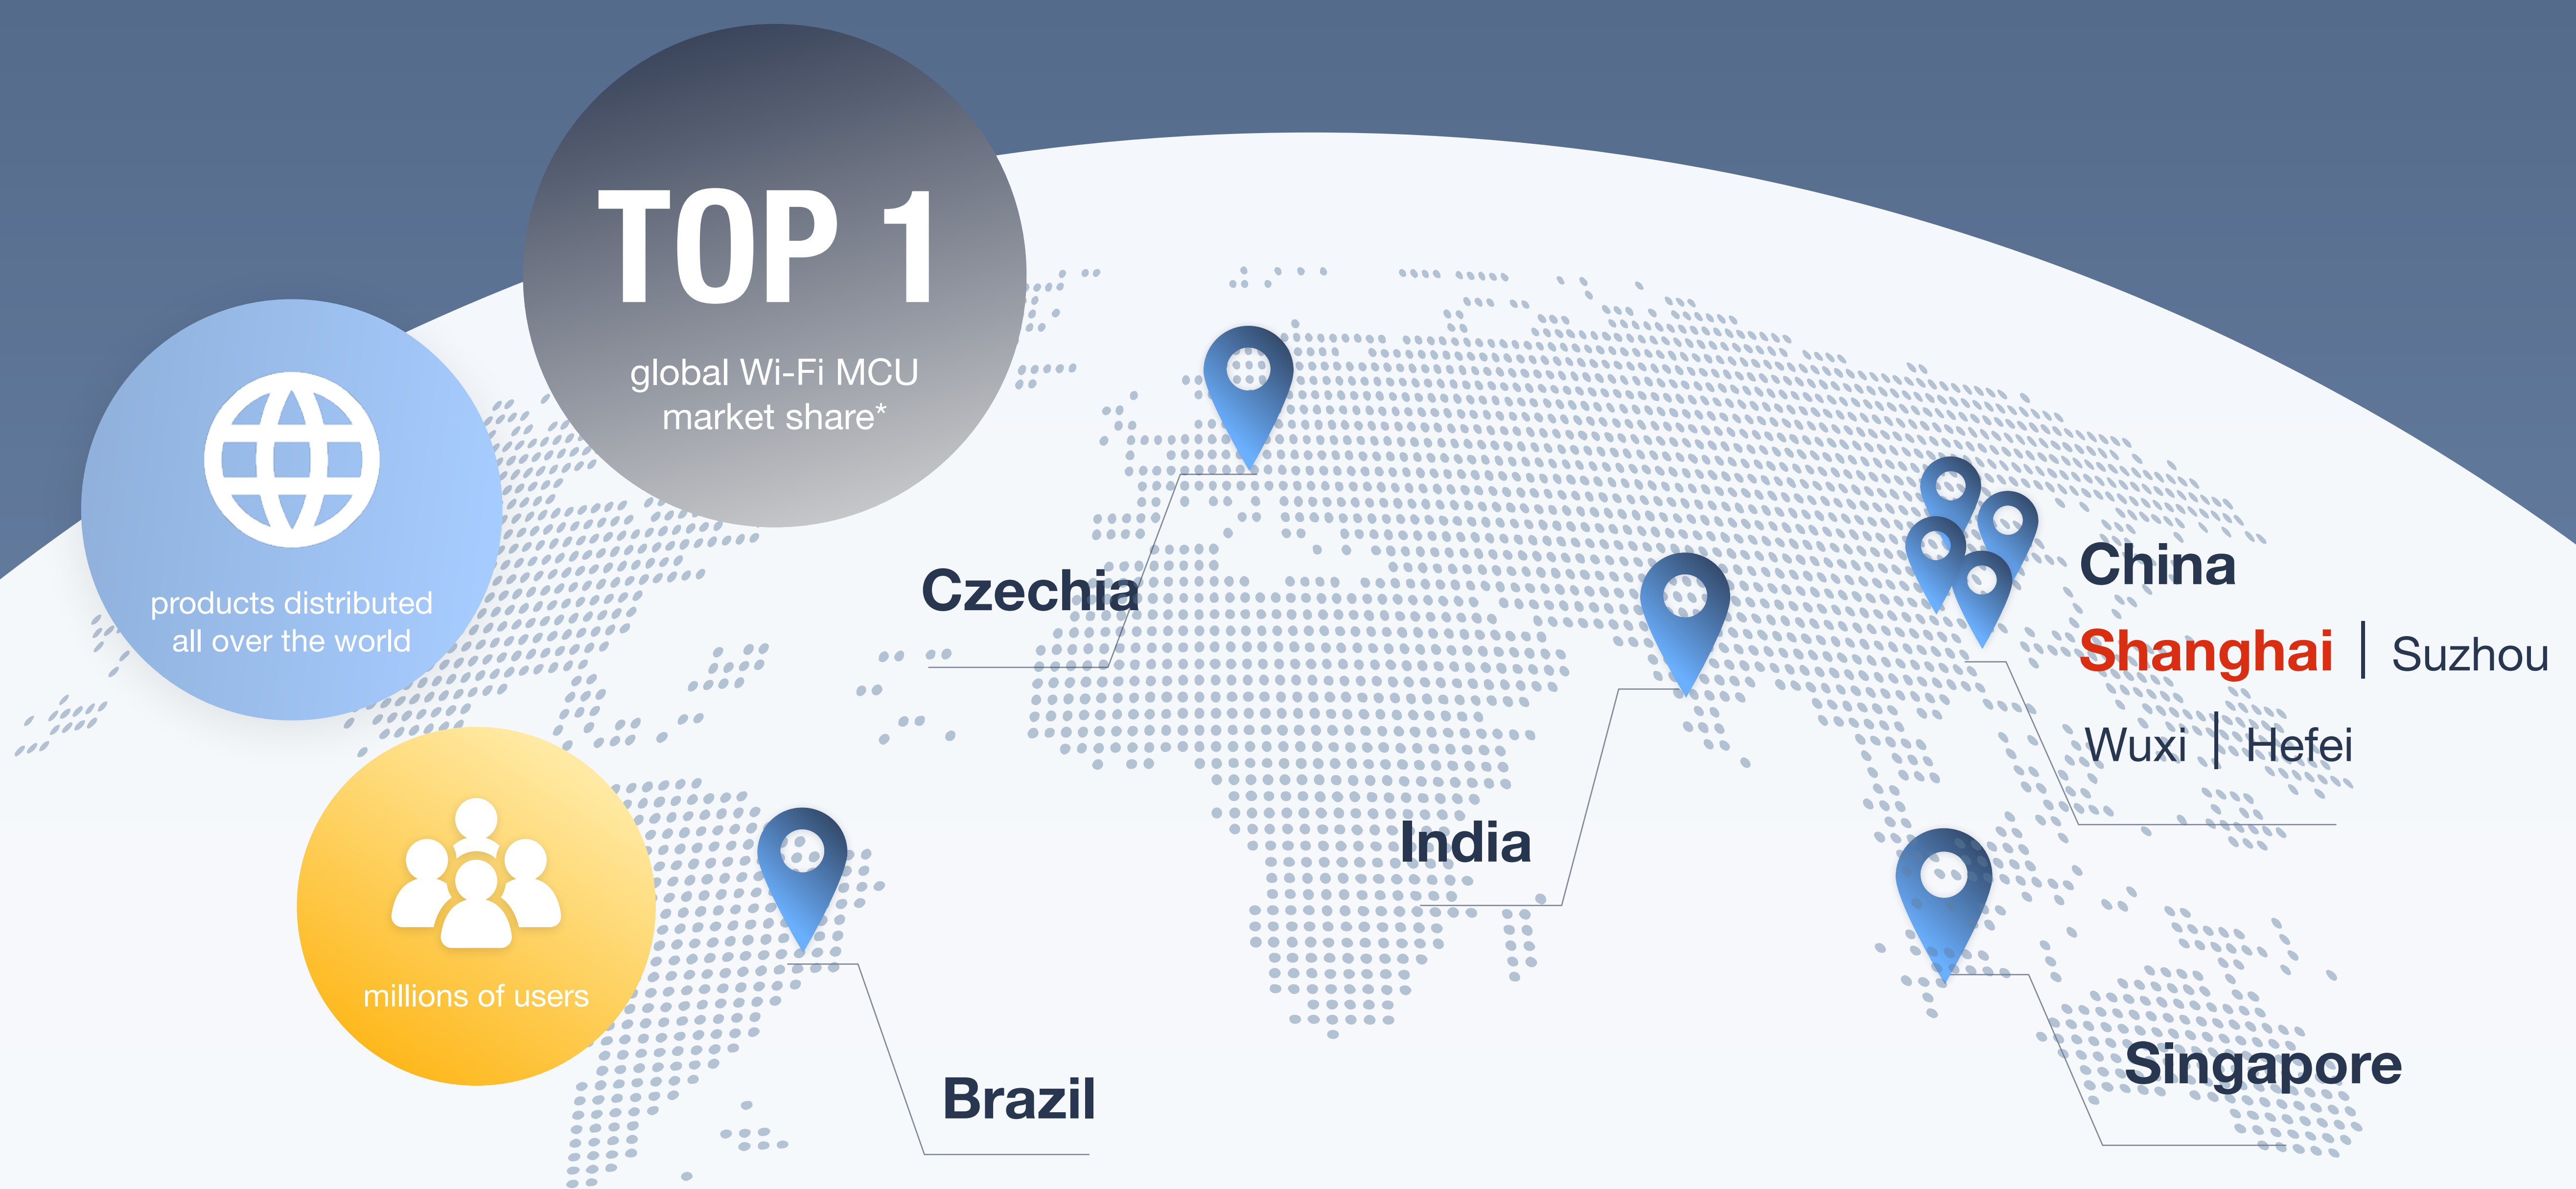 TOP 1
global Wi-Fi MCU
market share*
products distributed
all over the world
millions of users
Czechia
China
Shanghai | Suzhou
Wuxi | Hefei
India
Brazil
Singapore